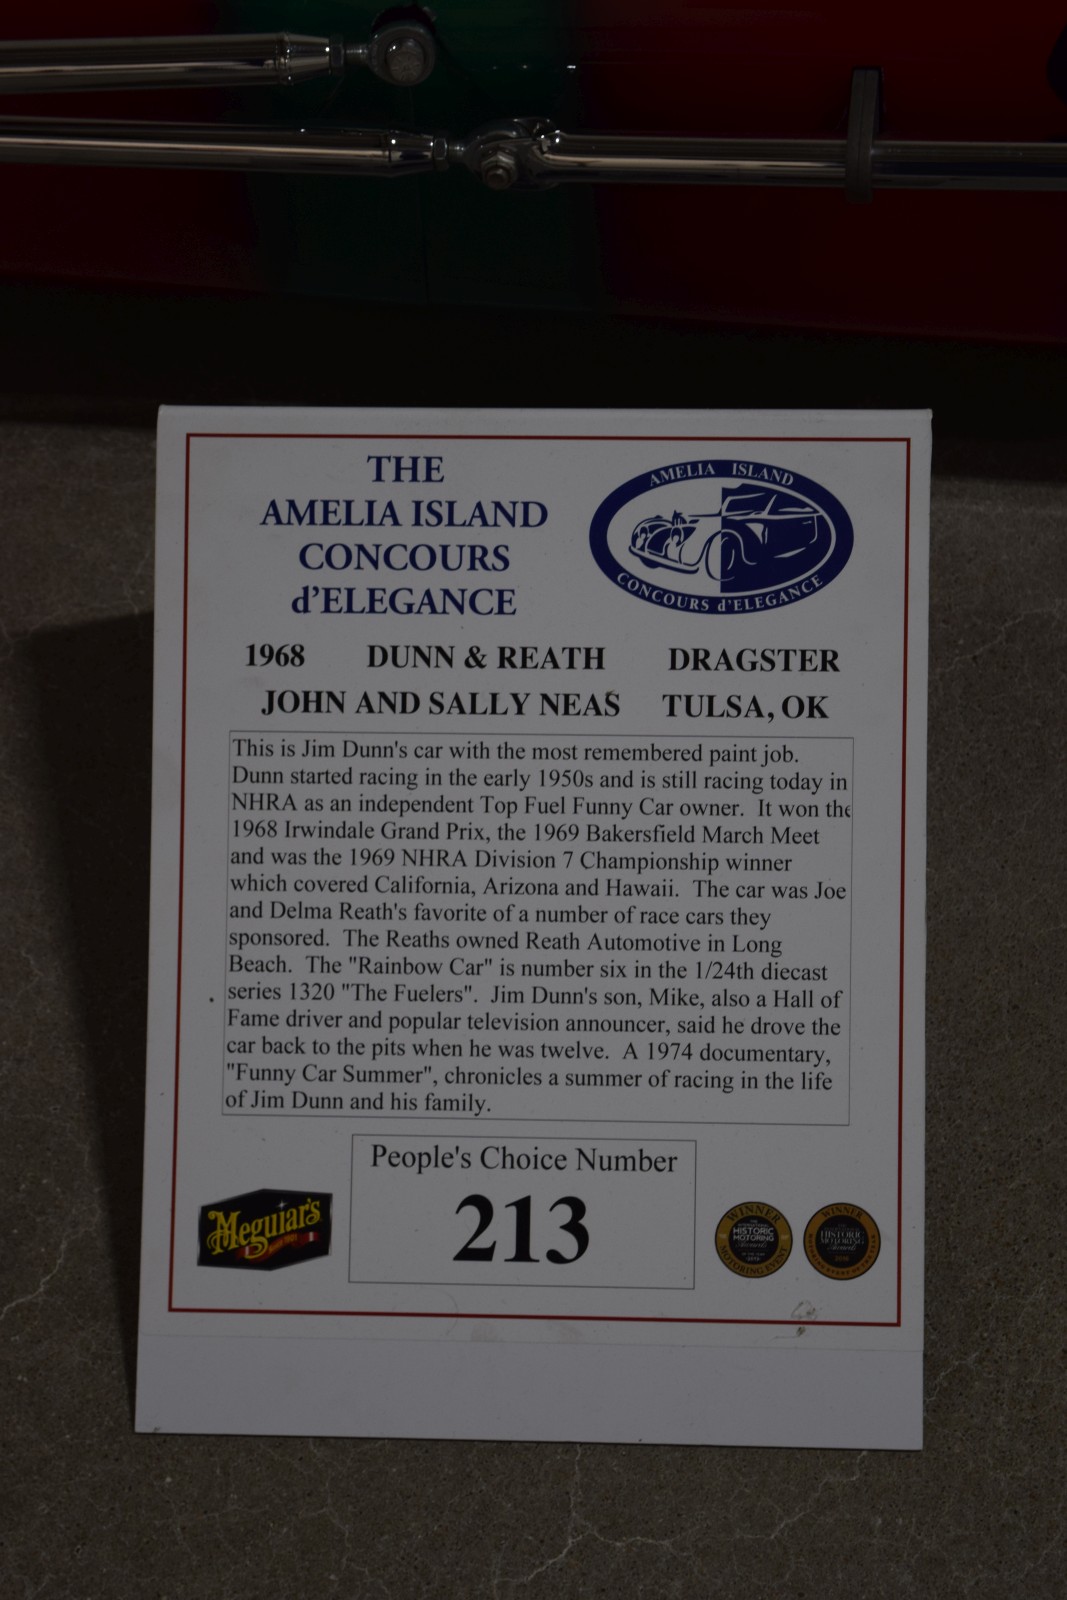 THE
AMELIA ISLAND
CONCOURS
d'ELEGANCE
AMELIA ISLAND
CONCOURS d'ELEGANCE
1968 DUNN & REATH DRAGSTER
JOHN AND SALLY NEAS TULSA, OK
This is Jim Dunn's car with the most remembered paint job.
Dunn started racing in the early 1950s and is still racing today in
NHRA as an independent Top Fuel Funny Car owner. It won the
1968 Irwindale Grand Prix, the 1969 Bakersfield March Meet
and was the 1969 NHRA Division 7 Championship winner
which covered California, Arizona and Hawaii. The car was Joe
and Delma Reath's favorite of a number of race cars they
sponsored. The Reaths owned Reath Automotive in Long
Beach. The "Rainbow Car" is number six in the 1/24th diecast
series 1320 "The Fuelers". Jim Dunn's son, Mike, also a Hall of
Fame driver and popular television announcer, said he drove the
car back to the pits when he was twelve. A 1974 documentary,
"Funny Car Summer", chronicles a summer of racing in the life
of Jim Dunn and his family.
People's Choice Number
213
Meguiar's
WINNER
HISTORIC
MOTORING
Awards
MOTORING EVENT
WINNER
HISTORIC
MOTORING
Awards